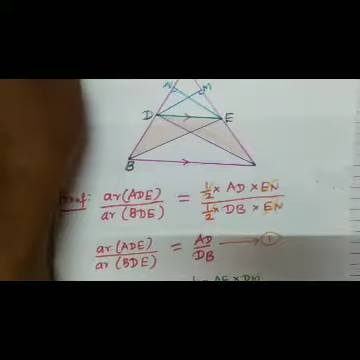 N M
D E
B
Proof: ar(ADE)/ar(BDE) = 1/2 × AD × EN / 1/2 × DB × EN
ar(ADE)/ar(BDE) = AD/DB → ①